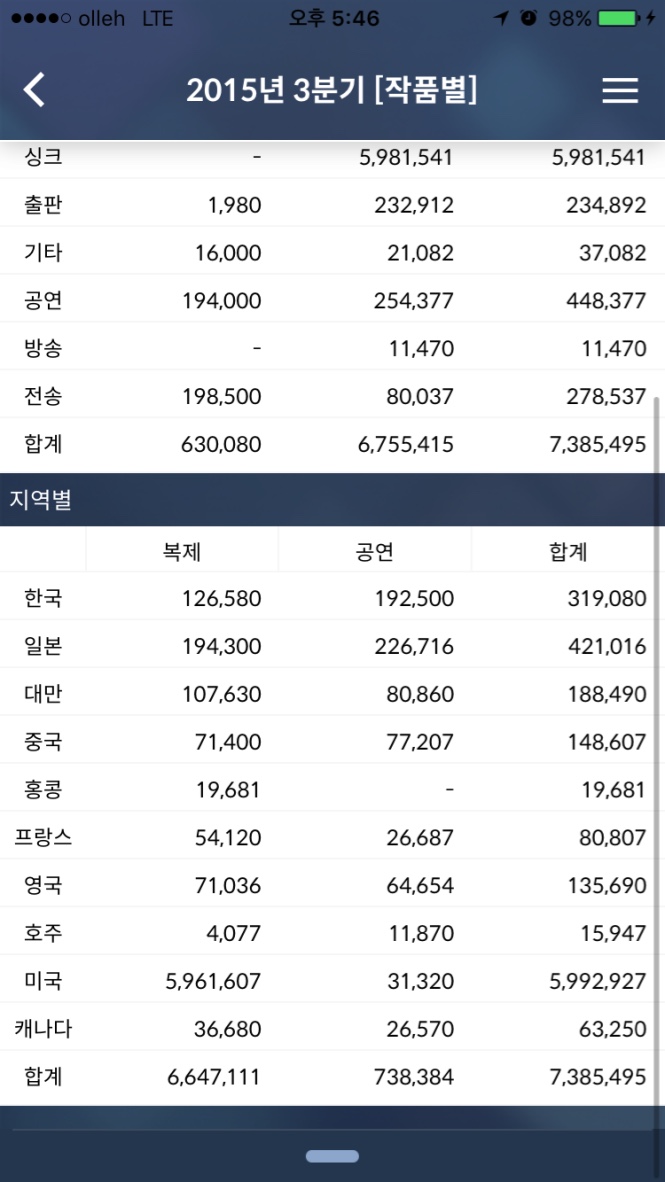 olleh LTE 오후 5:46 98%
2015년 3분기 [작품별]
싱크 - 5,981,541 5,981,541
출판 1,980 232,912 234,892
기타 16,000 21,082 37,082
공연 194,000 254,377 448,377
방송 - 11,470 11,470
전송 198,500 80,037 278,537
합계 630,080 6,755,415 7,385,495
지역별
복제 공연 합계
한국 126,580 192,500 319,080
일본 194,300 226,716 421,016
대만 107,630 80,860 188,490
중국 71,400 77,207 148,607
홍콩 19,681 - 19,681
프랑스 54,120 26,687 80,807
영국 71,036 64,654 135,690
호주 4,077 11,870 15,947
미국 5,961,607 31,320 5,992,927
캐나다 36,680 26,570 63,250
합계 6,647,111 738,384 7,385,495